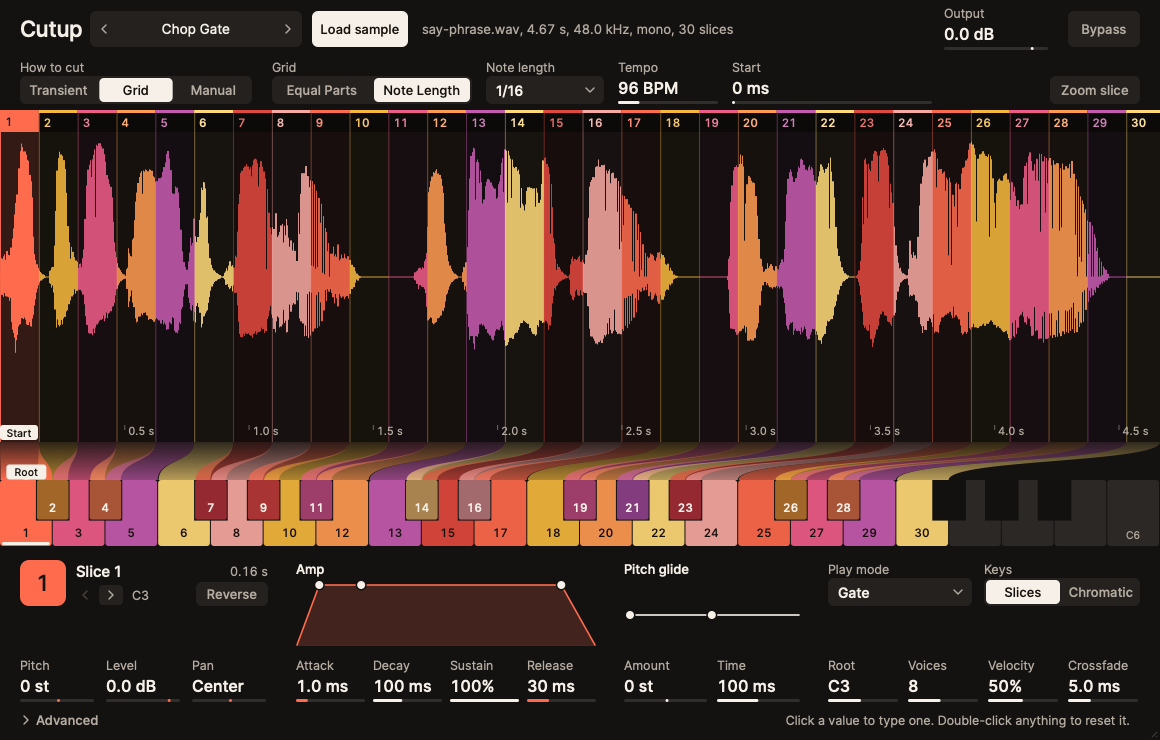 Cutup
Chop Gate
Load sample
say-phrase.wav, 4.67 s, 48.0 kHz, mono, 30 slices
Output
0.0 dB
Bypass
How to cut
Transient Grid Manual
Grid
Equal Parts Note Length
Note length
1/16
Tempo
96 BPM
Start
0 ms
Zoom slice
1 2 3 4 5 6 7 8 9 10 11 12 13 14 15 16 17 18 19 20 21 22 23 24 25 26 27 28 29 30
Start
0.5 s 1.0 s 1.5 s 2.0 s 2.5 s 3.0 s 3.5 s 4.0 s 4.5 s
Root
2 4 7 9 11 14 16 19 21 23 26 28
1 3 5 6 8 10 12 13 15 17 18 20 22 24 25 27 29 30 C6
1
Slice 1
0.16 s
C3
Reverse
Amp
Pitch glide
Play mode
Gate
Keys
Slices Chromatic
Pitch
0 st
Level
0.0 dB
Pan
Center
Attack
1.0 ms
Decay
100 ms
Sustain
100%
Release
30 ms
Amount
0 st
Time
100 ms
Root
C3
Voices
8
Velocity
50%
Crossfade
5.0 ms
Advanced
Click a value to type one. Double-click anything to reset it.